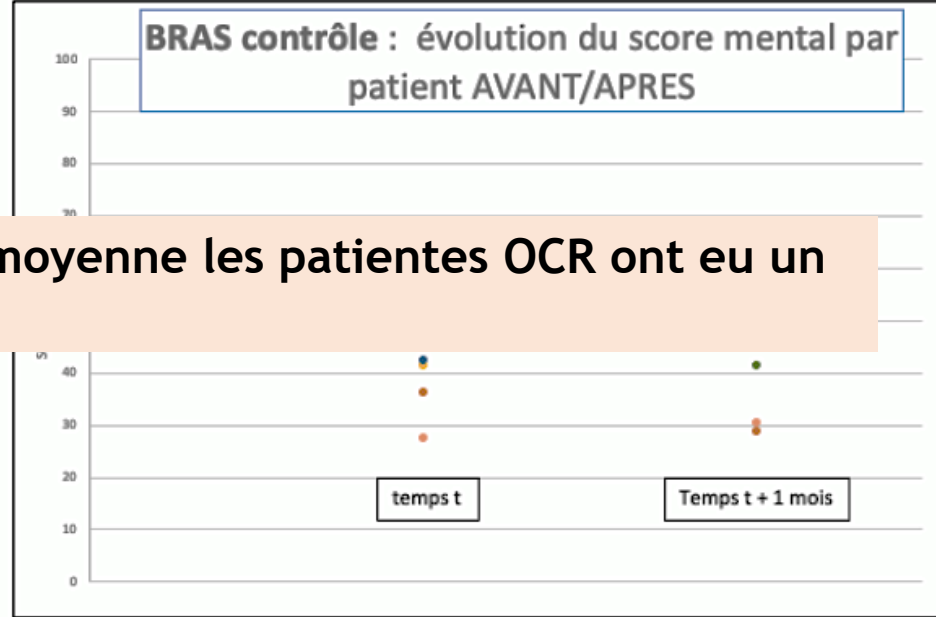 BRAS contrôle : évolution du score mental par
patient AVANT/APRES
100
90
80
moyenne les patientes OCR ont eu un
40
30
20
10
0
temps t
Temps t + 1 mois